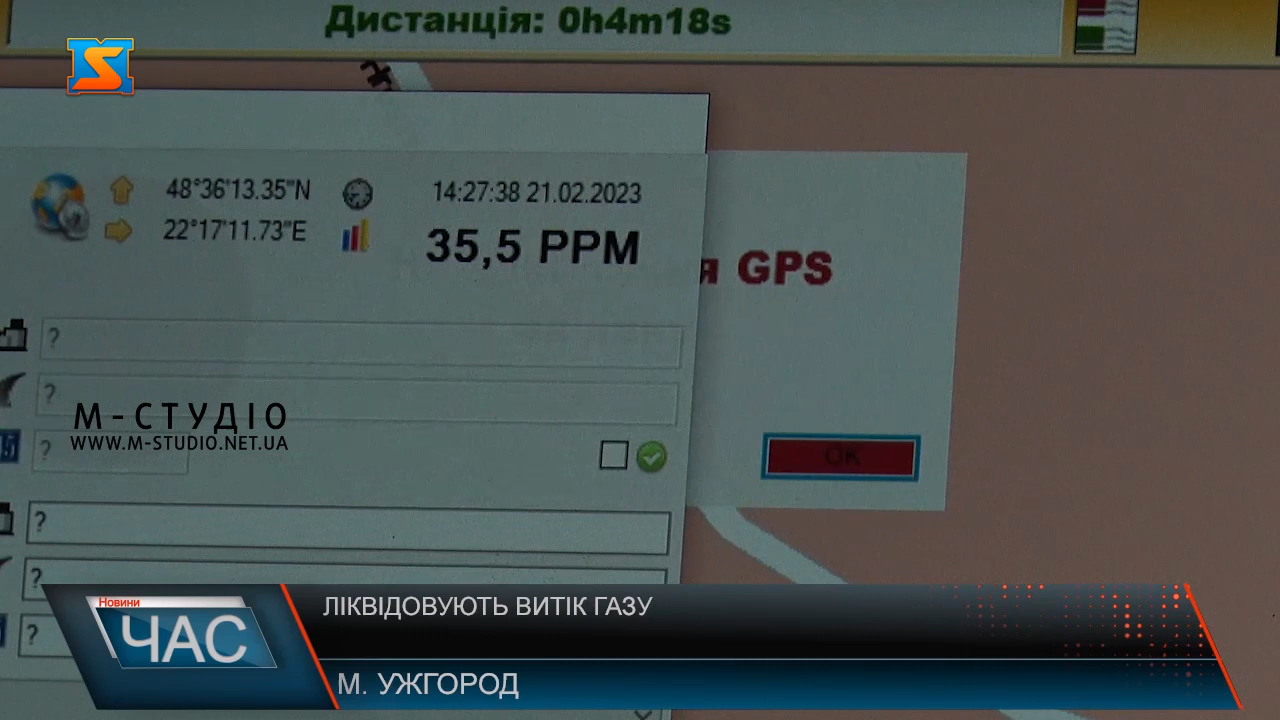 Дистанція: 0h4m18s
48°36'13.35"N
14:27:38 21.02.2023
22°17'11.73"E
35,5 PPM
я GPS
?
?
М-СТУДІО
WWW.M-STUDIO.NET.UA
?
OK
?
?
?
Новини
ЧАС
ЛІКВІДОВУЮТЬ ВИТІК ГАЗУ
М. УЖГОРОД